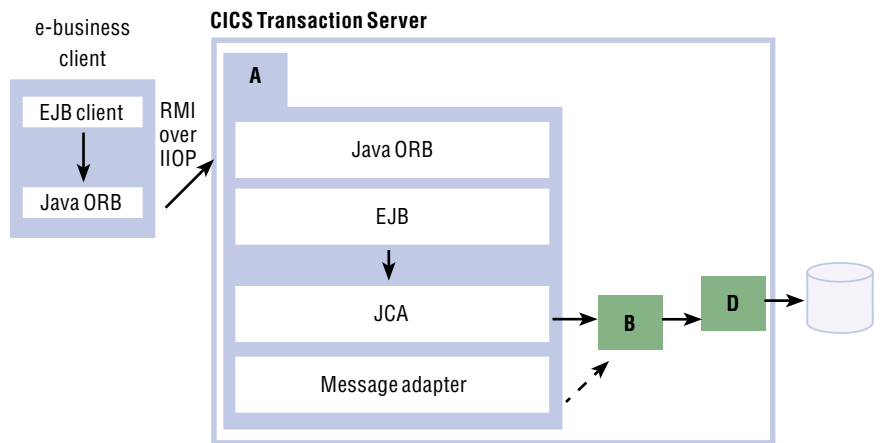 CICS Transaction Server
e-business
client
A
EJB client
RMI
over
IIOP
Java ORB
Java ORB
EJB
JCA
B
D
Message adapter